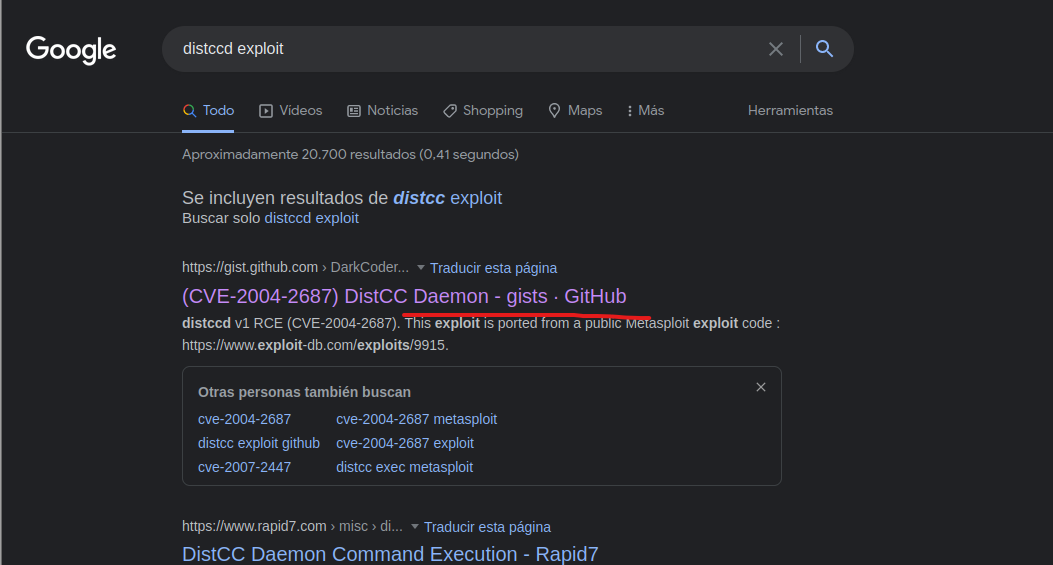 Google distccd exploit
Todo Vídeos Noticias Shopping Maps Más Herramientas
Aproximadamente 20.700 resultados (0,41 segundos)
Se incluyen resultados de distcc exploit
Buscar solo distccd exploit
https://gist.github.com › DarkCoder... Traducir esta página
(CVE-2004-2687) DistCC Daemon - gists · GitHub
distccd v1 RCE (CVE-2004-2687). This exploit is ported from a public Metasploit exploit code :
https://www.exploit-db.com/exploits/9915.
Otras personas también buscan
cve-2004-2687 cve-2004-2687 metasploit
distcc exploit github cve-2004-2687 exploit
cve-2007-2447 distcc exec metasploit
https://www.rapid7.com › misc › di... Traducir esta página
DistCC Daemon Command Execution - Rapid7